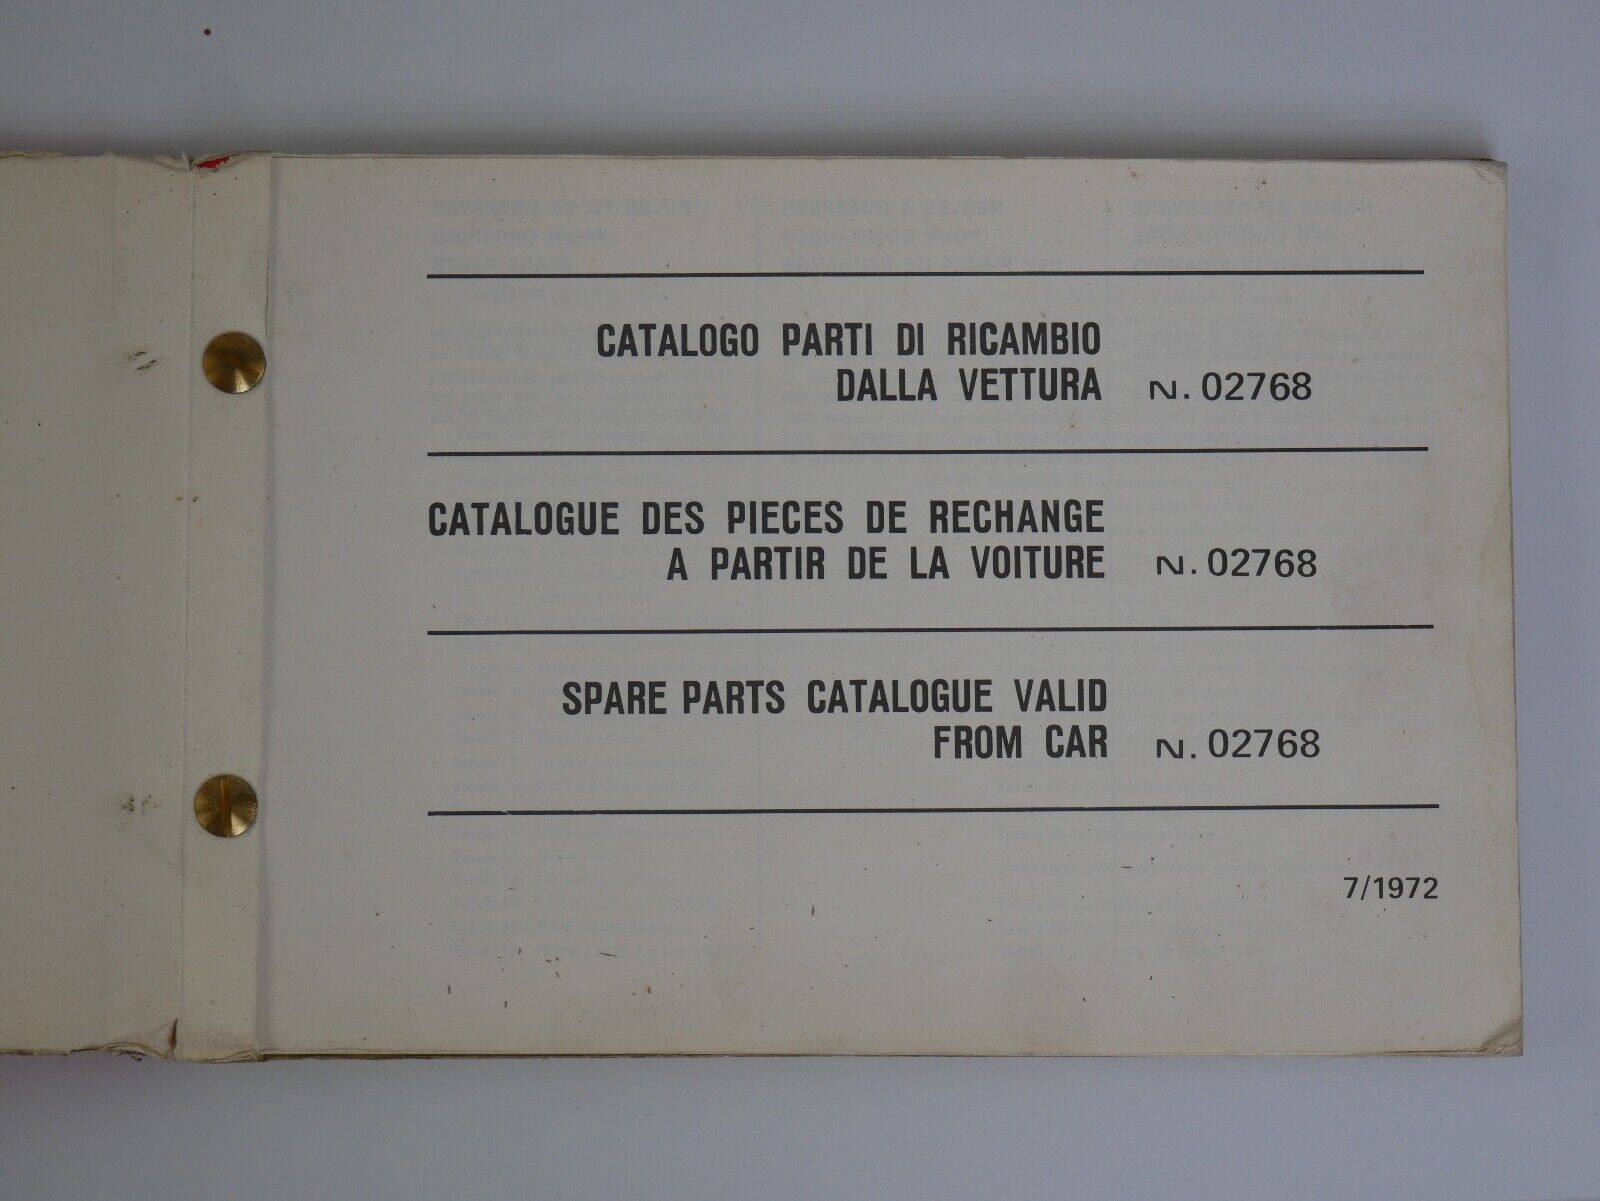 CATALOGO PARTI DI RICAMBIO
DALLA VETTURA N. 02768
CATALOGUE DES PIECES DE RECHANGE
A PARTIR DE LA VOITURE N. 02768
SPARE PARTS CATALOGUE VALID
FROM CAR N. 02768
7/1972